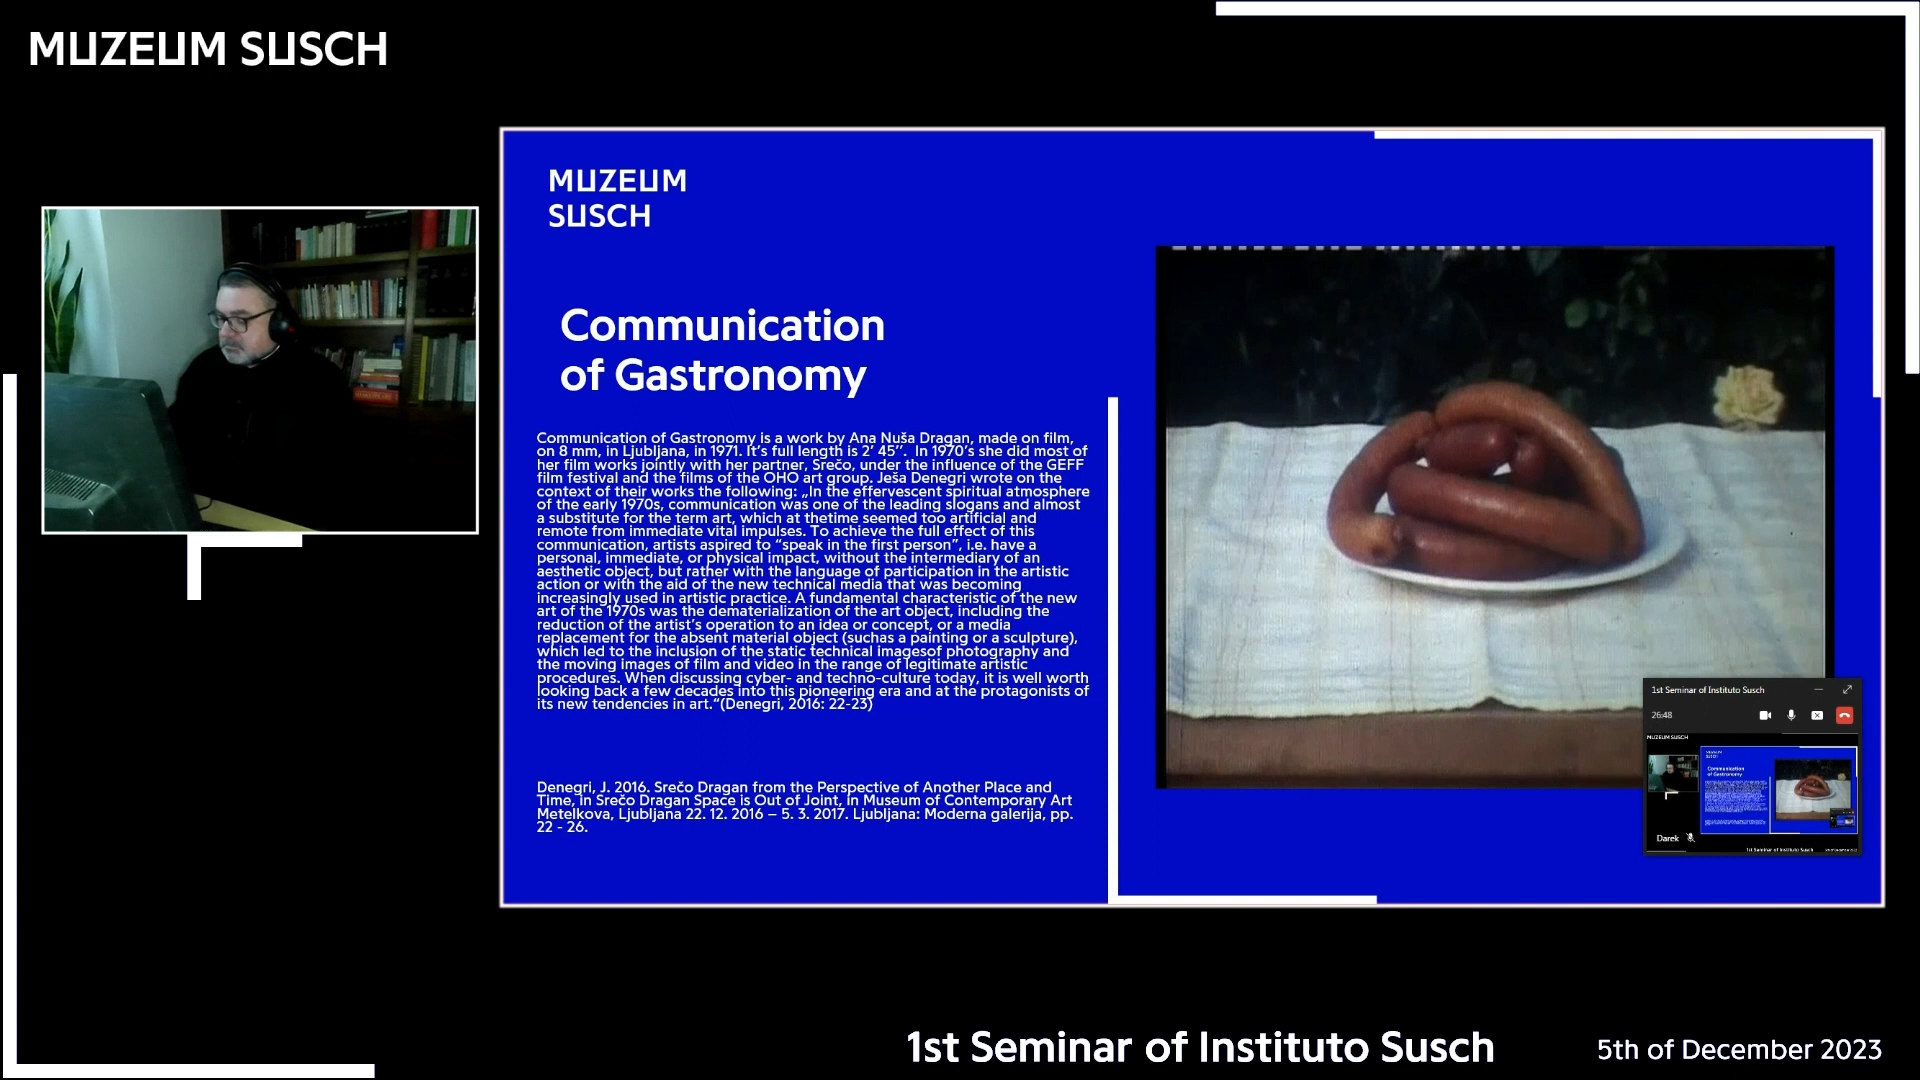 MUZEUM SUSCH
MUZEUM
SUSCH
Communication
of Gastronomy
Communication of Gastronomy is a work by Ana Nuša Dragan, made on film,
on 8 mm, in Ljubljana, in 1971. It’s full length is 2’ 45’’. In 1970’s she did most of
her film works jointly with her partner, Srečo, under the influence of the GEFF
film festival and the films of the OHO art group. Ješa Denegri wrote on the
context of their works the following: „In the effervescent spiritual atmosphere
of the early 1970s, communication was one of the leading slogans and almost
a substitute for the term art, which at thetime seemed too artificial and
remote from immediate vital impulses. To achieve the full effect of this
communication, artists aspired to “speak in the first person”, i.e. have a
personal, immediate, or physical impact, without the intermediary of an
aesthetic object, but rather with the language of participation in the artistic
action or with the aid of the new technical media that was becoming
increasingly used in artistic practice. A fundamental characteristic of the new
art of the 1970s was the dematerialization of the art object, including the
reduction of the artist’s operation to an idea or concept, or a media
replacement for the absent material object (suchas a painting or a sculpture),
which led to the inclusion of the static technical imagesof photography and
the moving images of film and video in the range of legitimate artistic
procedures. When discussing cyber- and techno-culture today, it is well worth
looking back a few decades into this pioneering era and at the protagonists of
its new tendencies in art.“(Denegri, 2016: 22-23)
Denegri, J. 2016. Srečo Dragan from the Perspective of Another Place and
Time, in Srečo Dragan Space is Out of Joint, in Museum of Contemporary Art
Metelkova, Ljubljana 22. 12. 2016 – 5. 3. 2017. Ljubljana: Moderna galerija, pp.
22 - 26.
1st Seminar of Instituto Susch
26:48
MUZEUM SUSCH
Communication
of Gastronomy
Darek
1st Seminar of Instituto Susch
1st Seminar of Instituto Susch
5th of December 2023